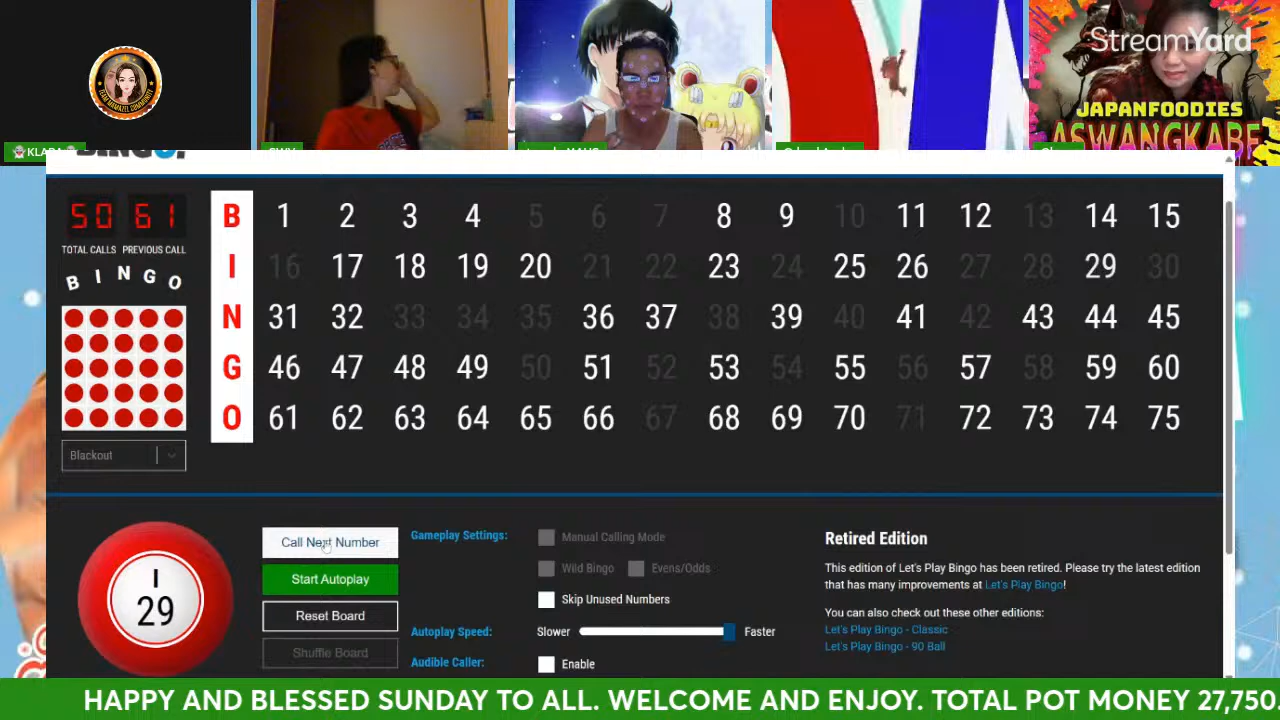 StreamYard
TEAM MAMAZEL COMMUNITY
JAPANFOODIES
ASWANGKABE
BINGO!
50 61
TOTAL CALLS PREVIOUS CALL
B I N G O
B 1 2 3 4 5 6 7 8 9 10 11 12 13 14 15
I 16 17 18 19 20 21 22 23 24 25 26 27 28 29 30
N 31 32 33 34 35 36 37 38 39 40 41 42 43 44 45
G 46 47 48 49 50 51 52 53 54 55 56 57 58 59 60
O 61 62 63 64 65 66 67 68 69 70 71 72 73 74 75
Blackout
I
29
Call Next Number
Start Autoplay
Reset Board
Shuffle Board
Gameplay Settings:
Manual Calling Mode
Wild Bingo Evens/Odds
Skip Unused Numbers
Autoplay Speed: Slower Faster
Audible Caller: Enable
Retired Edition
This edition of Let's Play Bingo has been retired. Please try the latest edition
that has many improvements at Let's Play Bingo!
You can also check out these other editions:
Let's Play Bingo - Classic
Let's Play Bingo - 90 Ball
HAPPY AND BLESSED SUNDAY TO ALL. WELCOME AND ENJOY. TOTAL POT MONEY 27,750.